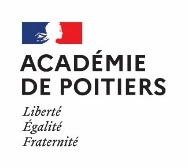 ACADÉMIE
DE POITIERS
Liberté
Égalité
Fraternité